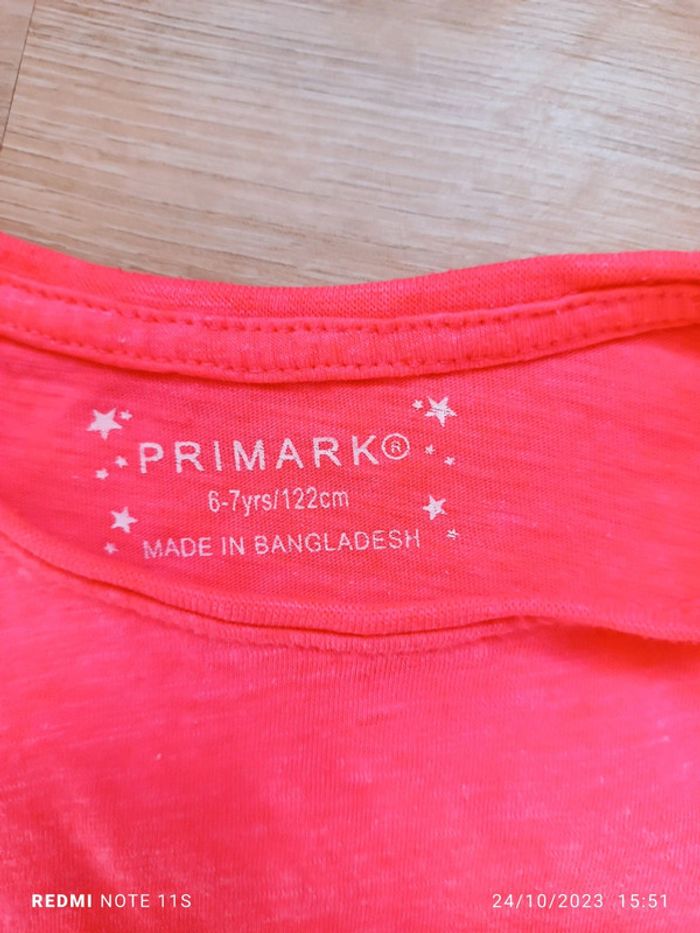 PRIMARK®
6-7yrs/122cm
MADE IN BANGLADESH
REDMI NOTE 11S
24/10/2023 15:51